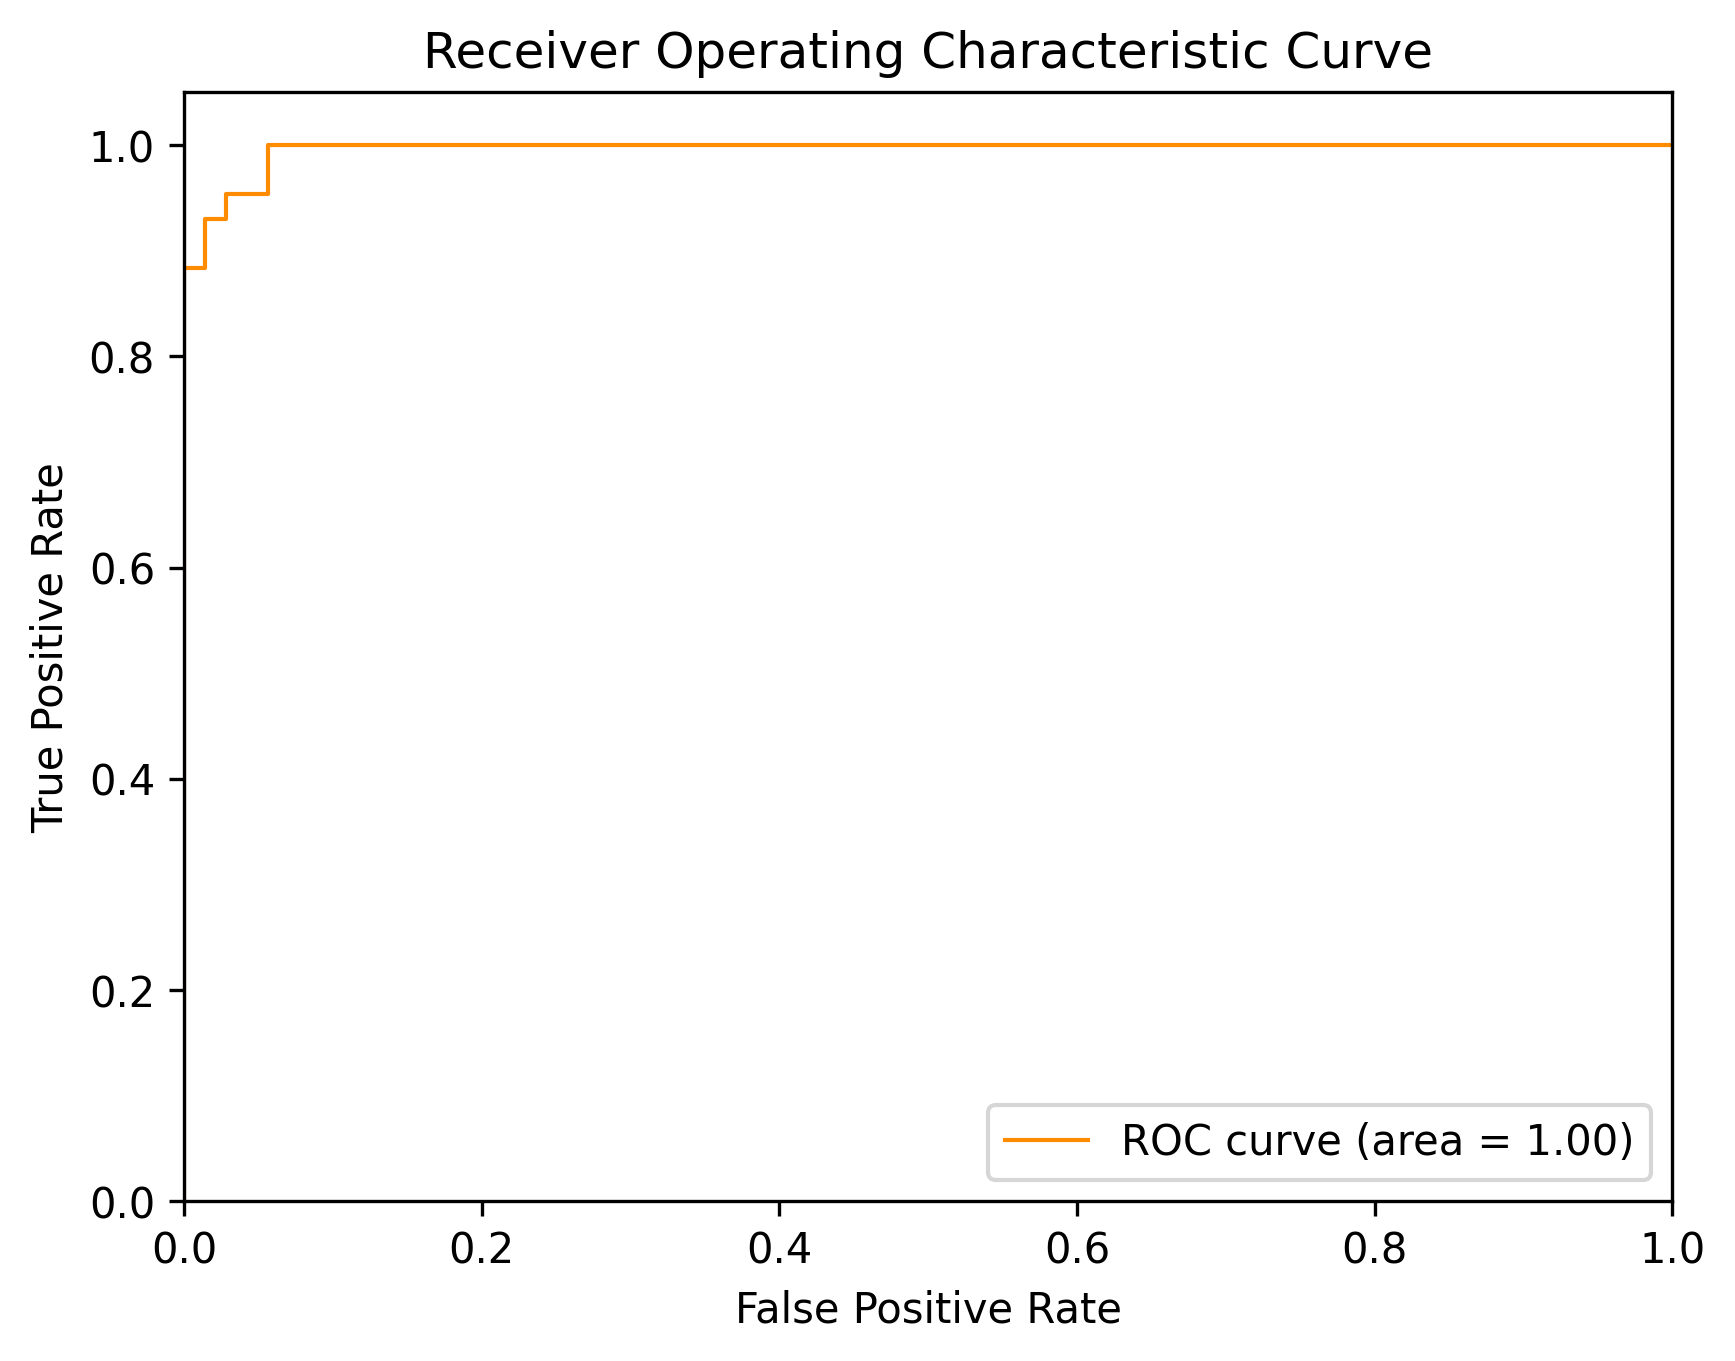 Receiver Operating Characteristic Curve
1.0
0.8
0.6
0.4
0.2
0.0
True Positive Rate
ROC curve (area = 1.00)
0.0 0.2 0.4 0.6 0.8 1.0
False Positive Rate